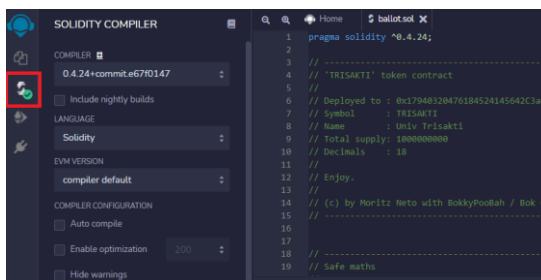 SOLIDITY COMPILER
COMPILER
0.4.24+commit.e67f0147
Include nightly builds
LANGUAGE
Solidity
EVM VERSION
compiler default
COMPILER CONFIGURATION
Auto compile
Enable optimization 200
Hide warnings
Home $ ballot.sol
1 pragma solidity ^0.4.24;
2
3 // ----------------------------------------
4 // 'TRISAKTI' token contract
5 //
6 // Deployed to : 0x17940320476184524145642C3a
7 // Symbol : TRISAKTI
8 // Name : Univ Trisakti
9 // Total supply: 1000000000
10 // Decimals : 18
11 //
12 // Enjoy.
13 //
14 // (c) by Moritz Neto with BokkyPooBah / Bok
15 // ----------------------------------------
16
17
18 // ----------------------------------------
19 // Safe maths